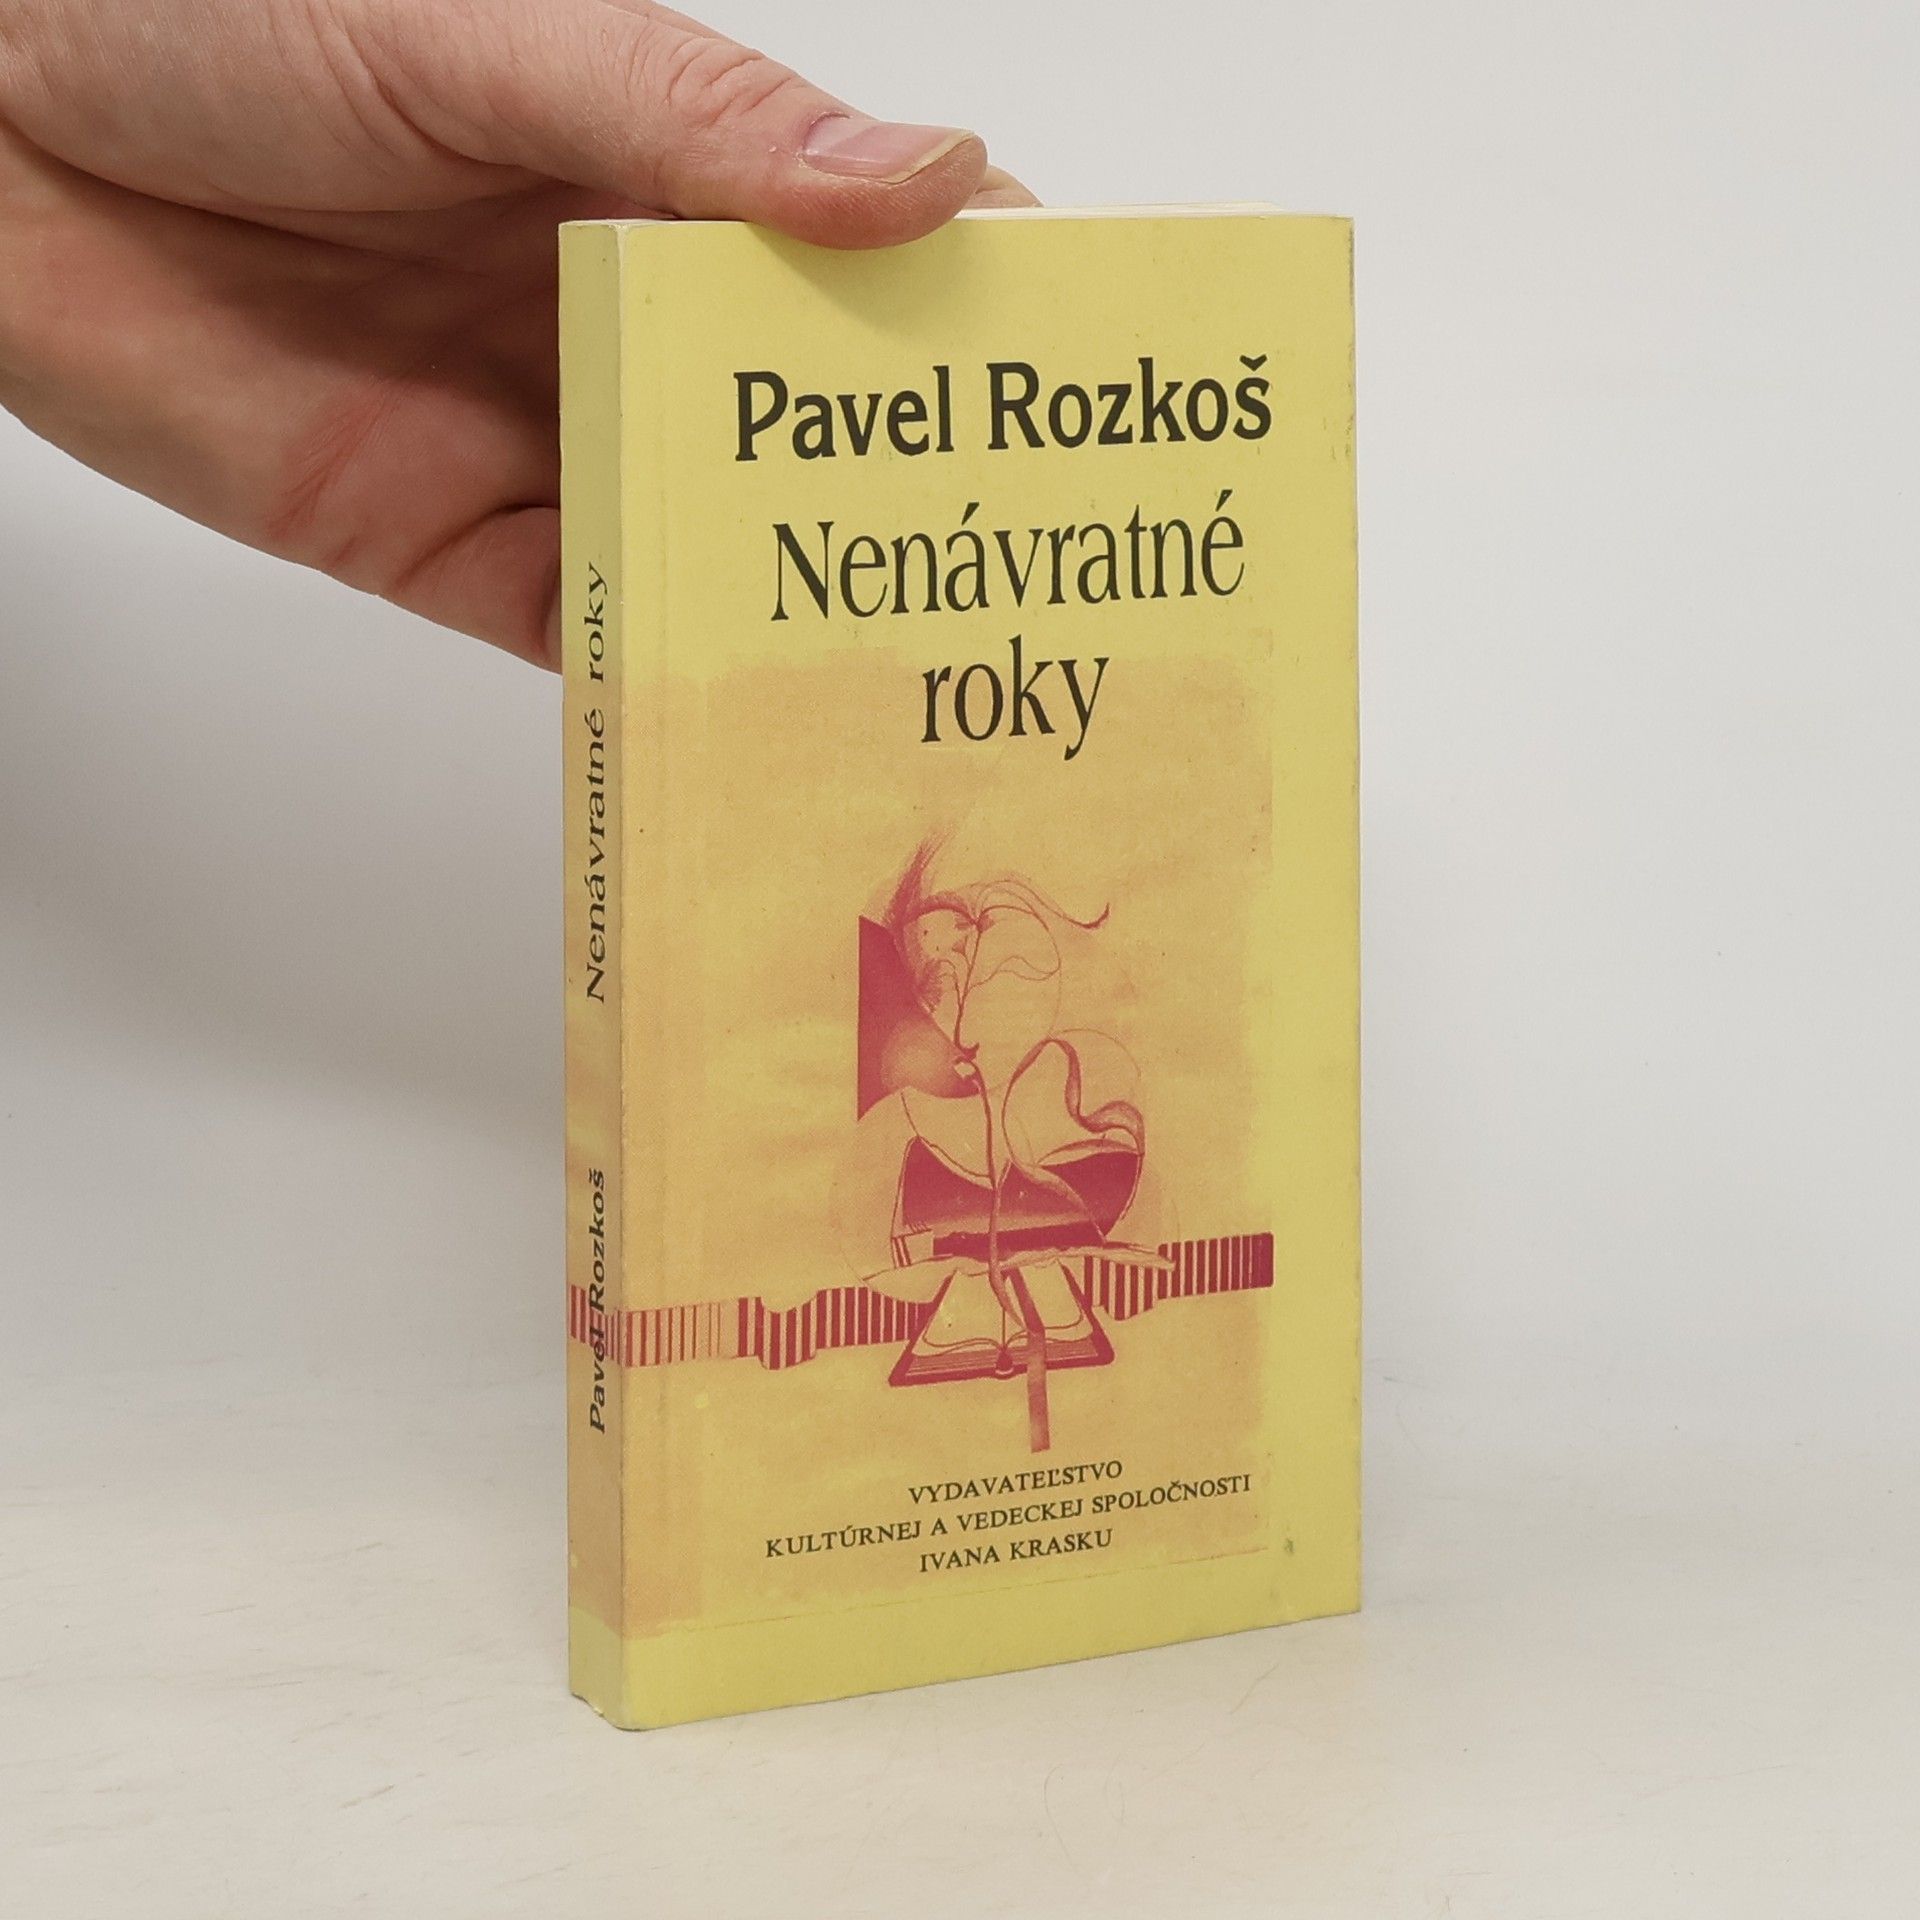 Pavel Rozkoš
Nenávratné
roky
VYDAVATEĽSTVO
KULTÚRNEJ A VEDECKEJ SPOLOČNOSTI
IVANA KRASKU
Pavel Rozkoš Nenávratné roky